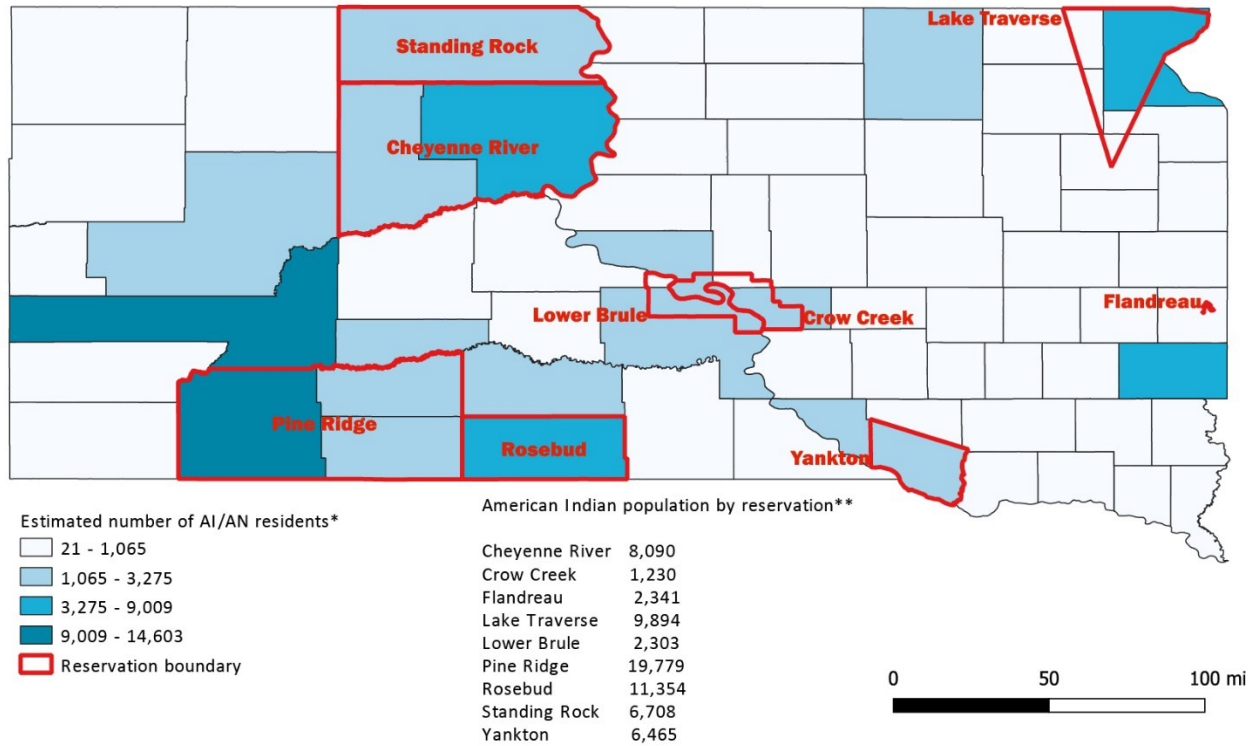 Lake Traverse
Standing Rock
Cheyenne River
Flandreau
Lower Brule
Crow Creek
Pine Ridge
Rosebud
Yankton
Estimated number of AI/AN residents*
21 - 1,065
1,065 - 3,275
3,275 - 9,009
9,009 - 14,603
Reservation boundary
American Indian population by reservation**
Cheyenne River 8,090
Crow Creek 1,230
Flandreau 2,341
Lake Traverse 9,894
Lower Brule 2,303
Pine Ridge 19,779
Rosebud 11,354
Standing Rock 6,708
Yankton 6,465
0 50 100 mi